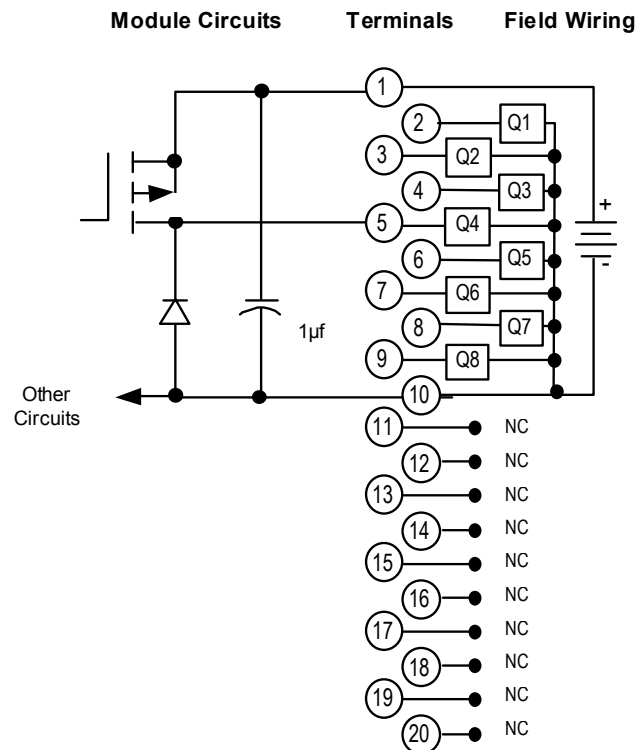 Module Circuits Terminals Field Wiring
1
2 Q1
3 Q2
4 Q3
+
5 Q4
6 Q5
-
7 Q6
1µf
8 Q7
9 Q8
Other
Circuits
10
11 NC
12 NC
13 NC
14 NC
15 NC
16 NC
17 NC
18 NC
19 NC
20 NC